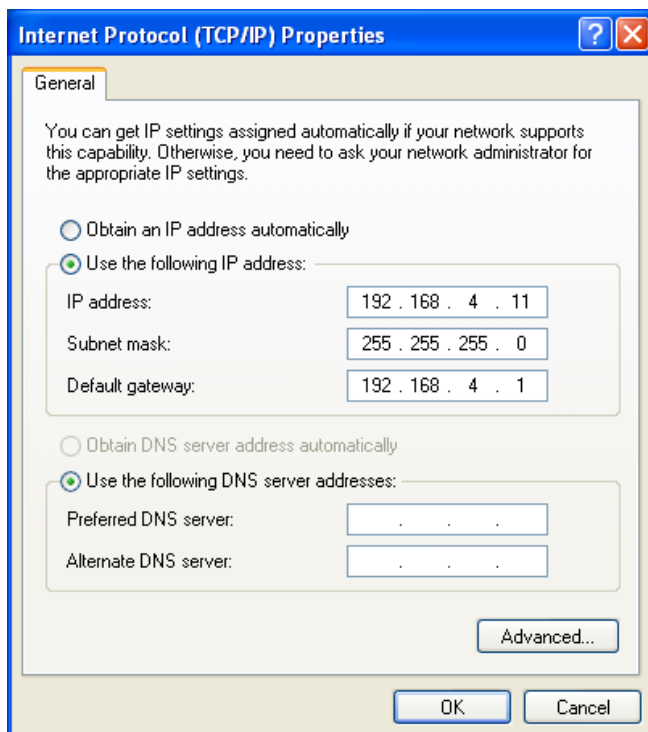 Internet Protocol (TCP/IP) Properties
General
You can get IP settings assigned automatically if your network supports
this capability. Otherwise, you need to ask your network administrator for
the appropriate IP settings.
Obtain an IP address automatically
Use the following IP address:
IP address: 192 . 168 . 4 . 11
Subnet mask: 255 . 255 . 255 . 0
Default gateway: 192 . 168 . 4 . 1
Obtain DNS server address automatically
Use the following DNS server addresses:
Preferred DNS server: . . .
Alternate DNS server: . . .
Advanced...
OK Cancel